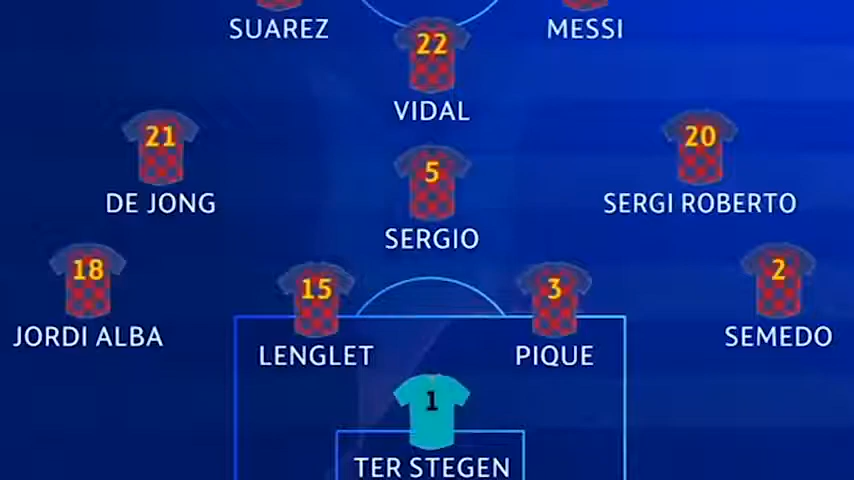 SUAREZ MESSI
22
VIDAL
21 20
5
DE JONG SERGI ROBERTO
SERGIO
18 2
15 3
JORDI ALBA SEMEDO
LENGLET PIQUE
1
TER STEGEN